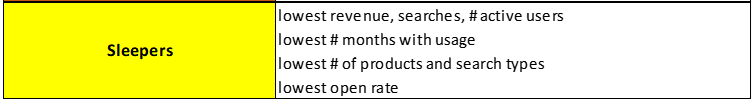 Sleepers
lowest revenue, searches, # active users
lowest # months with usage
lowest # of products and search types
lowest open rate